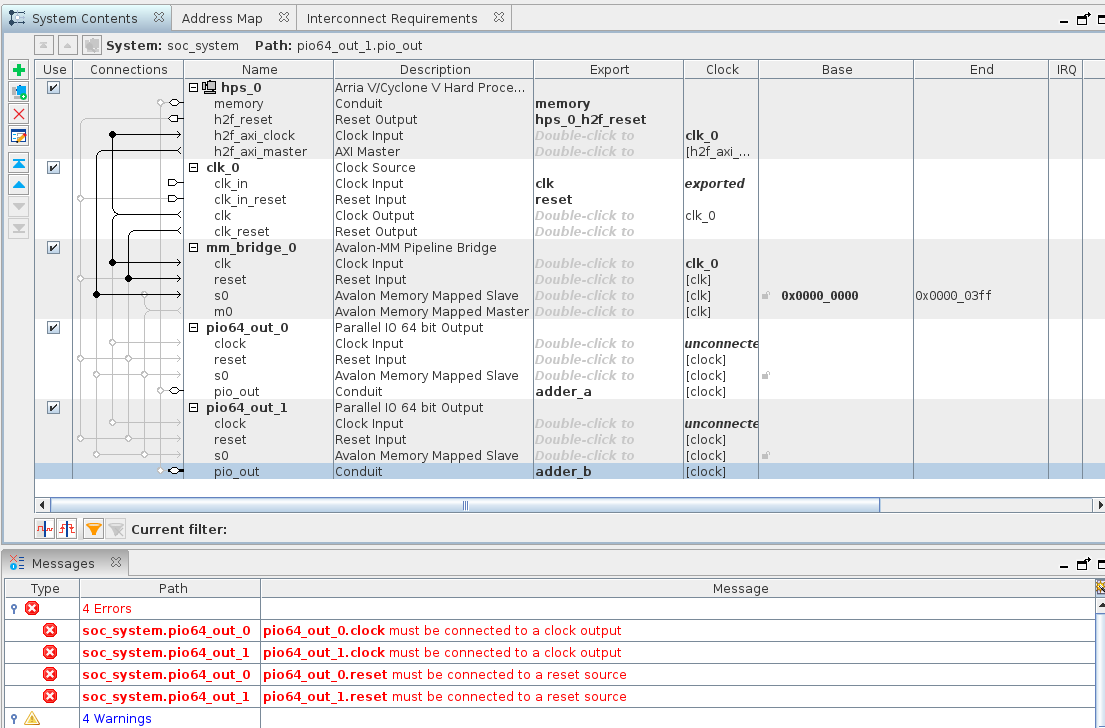 System Contents Address Map Interconnect Requirements
System: soc_system Path: pio64_out_1.pio_out
Use Connections Name Description Export Clock Base End IRQ
hps_0 Arria V/Cyclone V Hard Proce...
memory Conduit memory
h2f_reset Reset Output hps_0_h2f_reset
h2f_axi_clock Clock Input Double-click to clk_0
h2f_axi_master AXI Master Double-click to [h2f_axi_...
clk_0 Clock Source
clk_in Clock Input clk exported
clk_in_reset Reset Input reset
clk Clock Output Double-click to clk_0
clk_reset Reset Output Double-click to
mm_bridge_0 Avalon-MM Pipeline Bridge
clk Clock Input Double-click to clk_0
reset Reset Input Double-click to [clk]
s0 Avalon Memory Mapped Slave Double-click to [clk] 0x0000_0000 0x0000_03ff
m0 Avalon Memory Mapped Master Double-click to [clk]
pio64_out_0 Parallel IO 64 bit Output
clock Clock Input Double-click to unconnecte
reset Reset Input Double-click to [clock]
s0 Avalon Memory Mapped Slave Double-click to [clock]
pio_out Conduit adder_a [clock]
pio64_out_1 Parallel IO 64 bit Output
clock Clock Input Double-click to unconnecte
reset Reset Input Double-click to [clock]
s0 Avalon Memory Mapped Slave Double-click to [clock]
pio_out Conduit adder_b [clock]
Current filter:
Messages
Type Path Message
4 Errors
soc_system.pio64_out_0 pio64_out_0.clock must be connected to a clock output
soc_system.pio64_out_1 pio64_out_1.clock must be connected to a clock output
soc_system.pio64_out_0 pio64_out_0.reset must be connected to a reset source
soc_system.pio64_out_1 pio64_out_1.reset must be connected to a reset source
4 Warnings